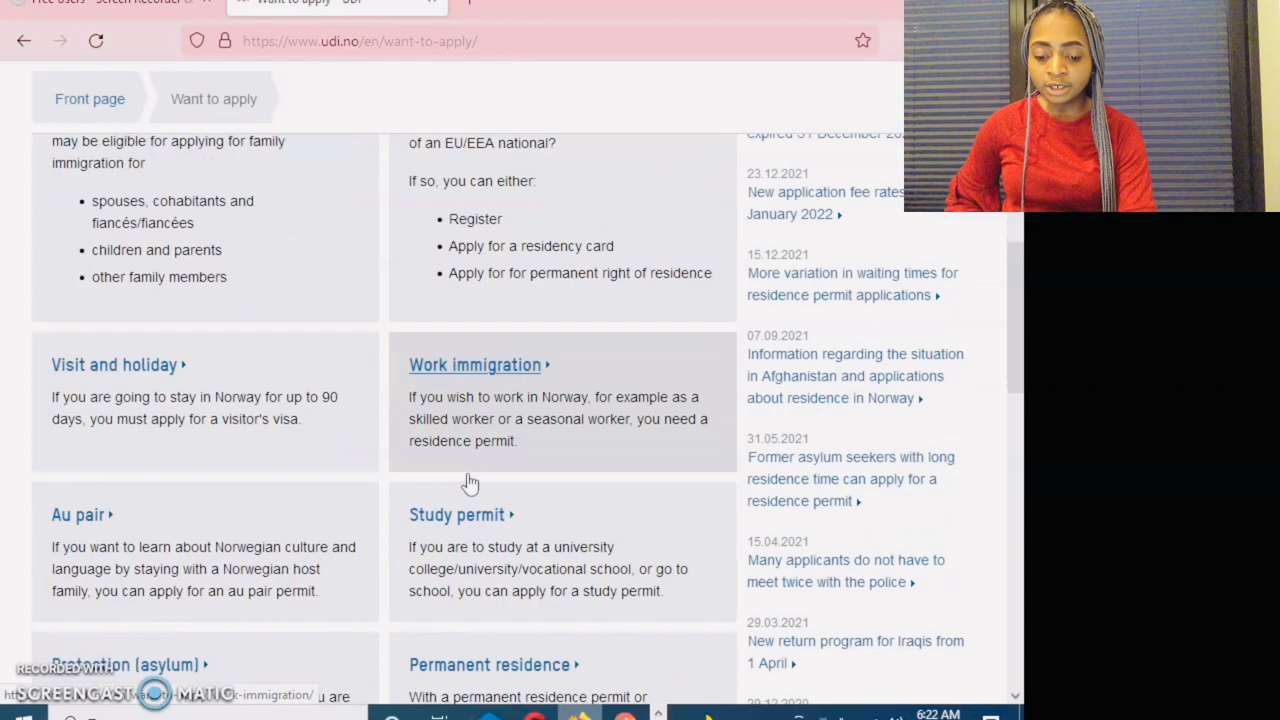 Want to apply - UDI
https://www.udi.no/en/want-to-apply/
Front page
Want to apply
may be eligible for applying for family
immigration for
• spouses, cohabitants and
fiancés/fiancées
• children and parents
• other family members
of an EU/EEA national?
If so, you can either:
• Register
• Apply for a residency card
• Apply for for permanent right of residence
Visit and holiday
If you are going to stay in Norway for up to 90
days, you must apply for a visitor's visa.
Work immigration
If you wish to work in Norway, for example as a
skilled worker or a seasonal worker, you need a
residence permit.
Au pair
If you want to learn about Norwegian culture and
language by staying with a Norwegian host
family, you can apply for an au pair permit.
Study permit
If you are to study at a university
college/university/vocational school, or go to
school, you can apply for a study permit.
Protection (asylum)
u are
Permanent residence
With a permanent residence permit or
expired 31 December
23.12.2021
New application fee rates
January 2022
15.12.2021
More variation in waiting times for
residence permit applications
07.09.2021
Information regarding the situation
in Afghanistan and applications
about residence in Norway
31.05.2021
Former asylum seekers with long
residence time can apply for a
residence permit
15.04.2021
Many applicants do not have to
meet twice with the police
29.03.2021
New return program for Iraqis from
1 April
RECORDED WITH
SCREENCAST MATIC
k-immigration/
6:22 AM